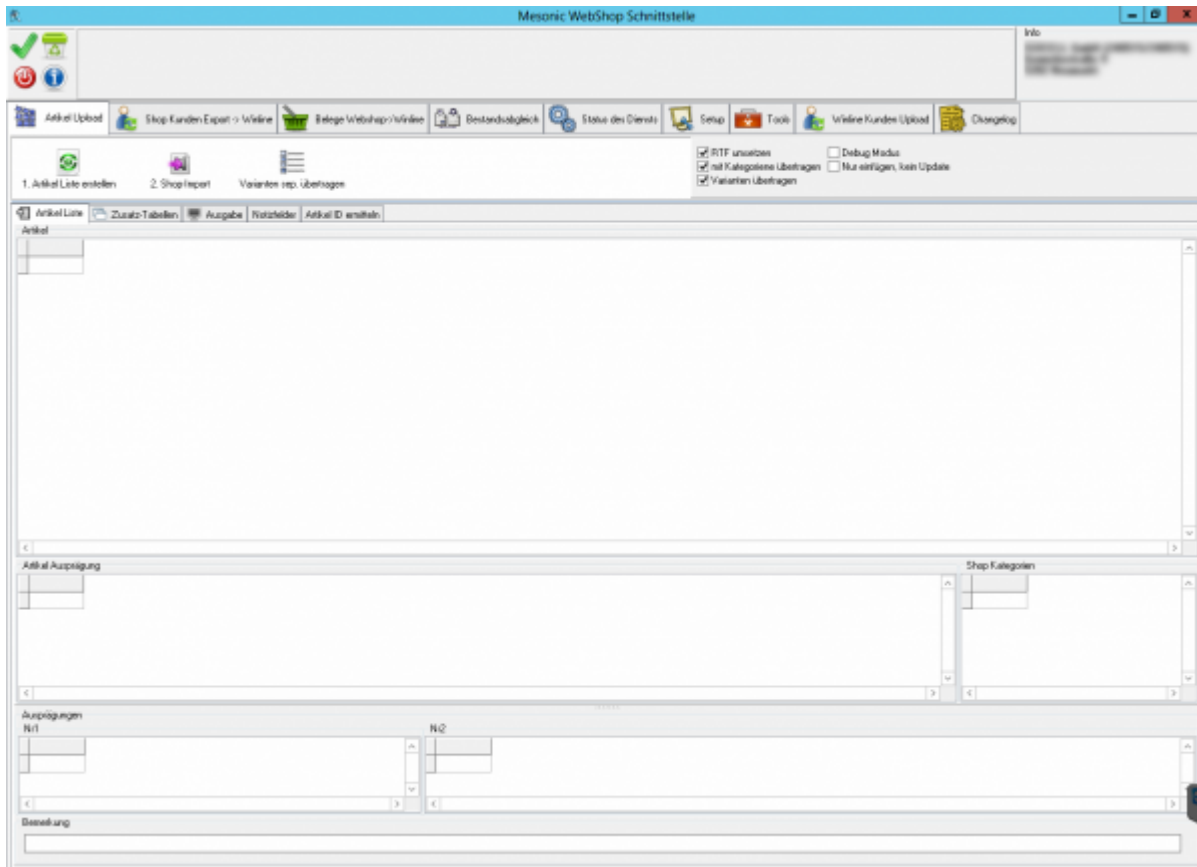 Mesonic WebShop Schnittstelle
Info
Artikel Upload
Shop Kunden Export -> Winline
Belege Webshop->Winline
Bestandsabgleich
Status des Diensts
Setup
Tools
Winline Kunden Upload
Changelog
RTF umsetzen
Debug Modus
mit Kategoriene übertragen
Nur einfügen, kein Update
Varianten übertragen
1. Artikel Liste erstellen
2. Shop Import
Varianten sep. übertragen
Artikel Liste
Zusatz-Tabellen
Ausgabe
Notizfelder
Artikel ID ermitteln
Artikel
Artikel Ausprägung
Shop Kategorien
Ausprägungen
Nr1
Nr2
Bemerkung